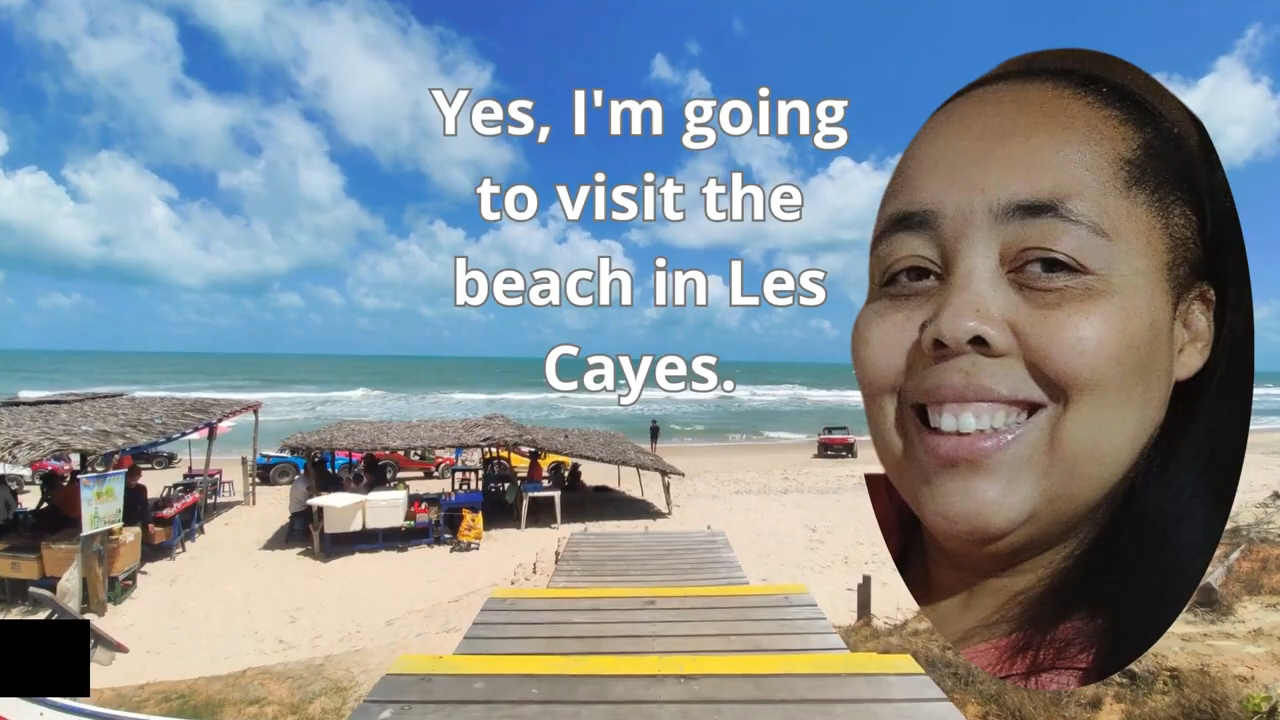 Yes, I'm going
to visit the
beach in Les
Cayes.